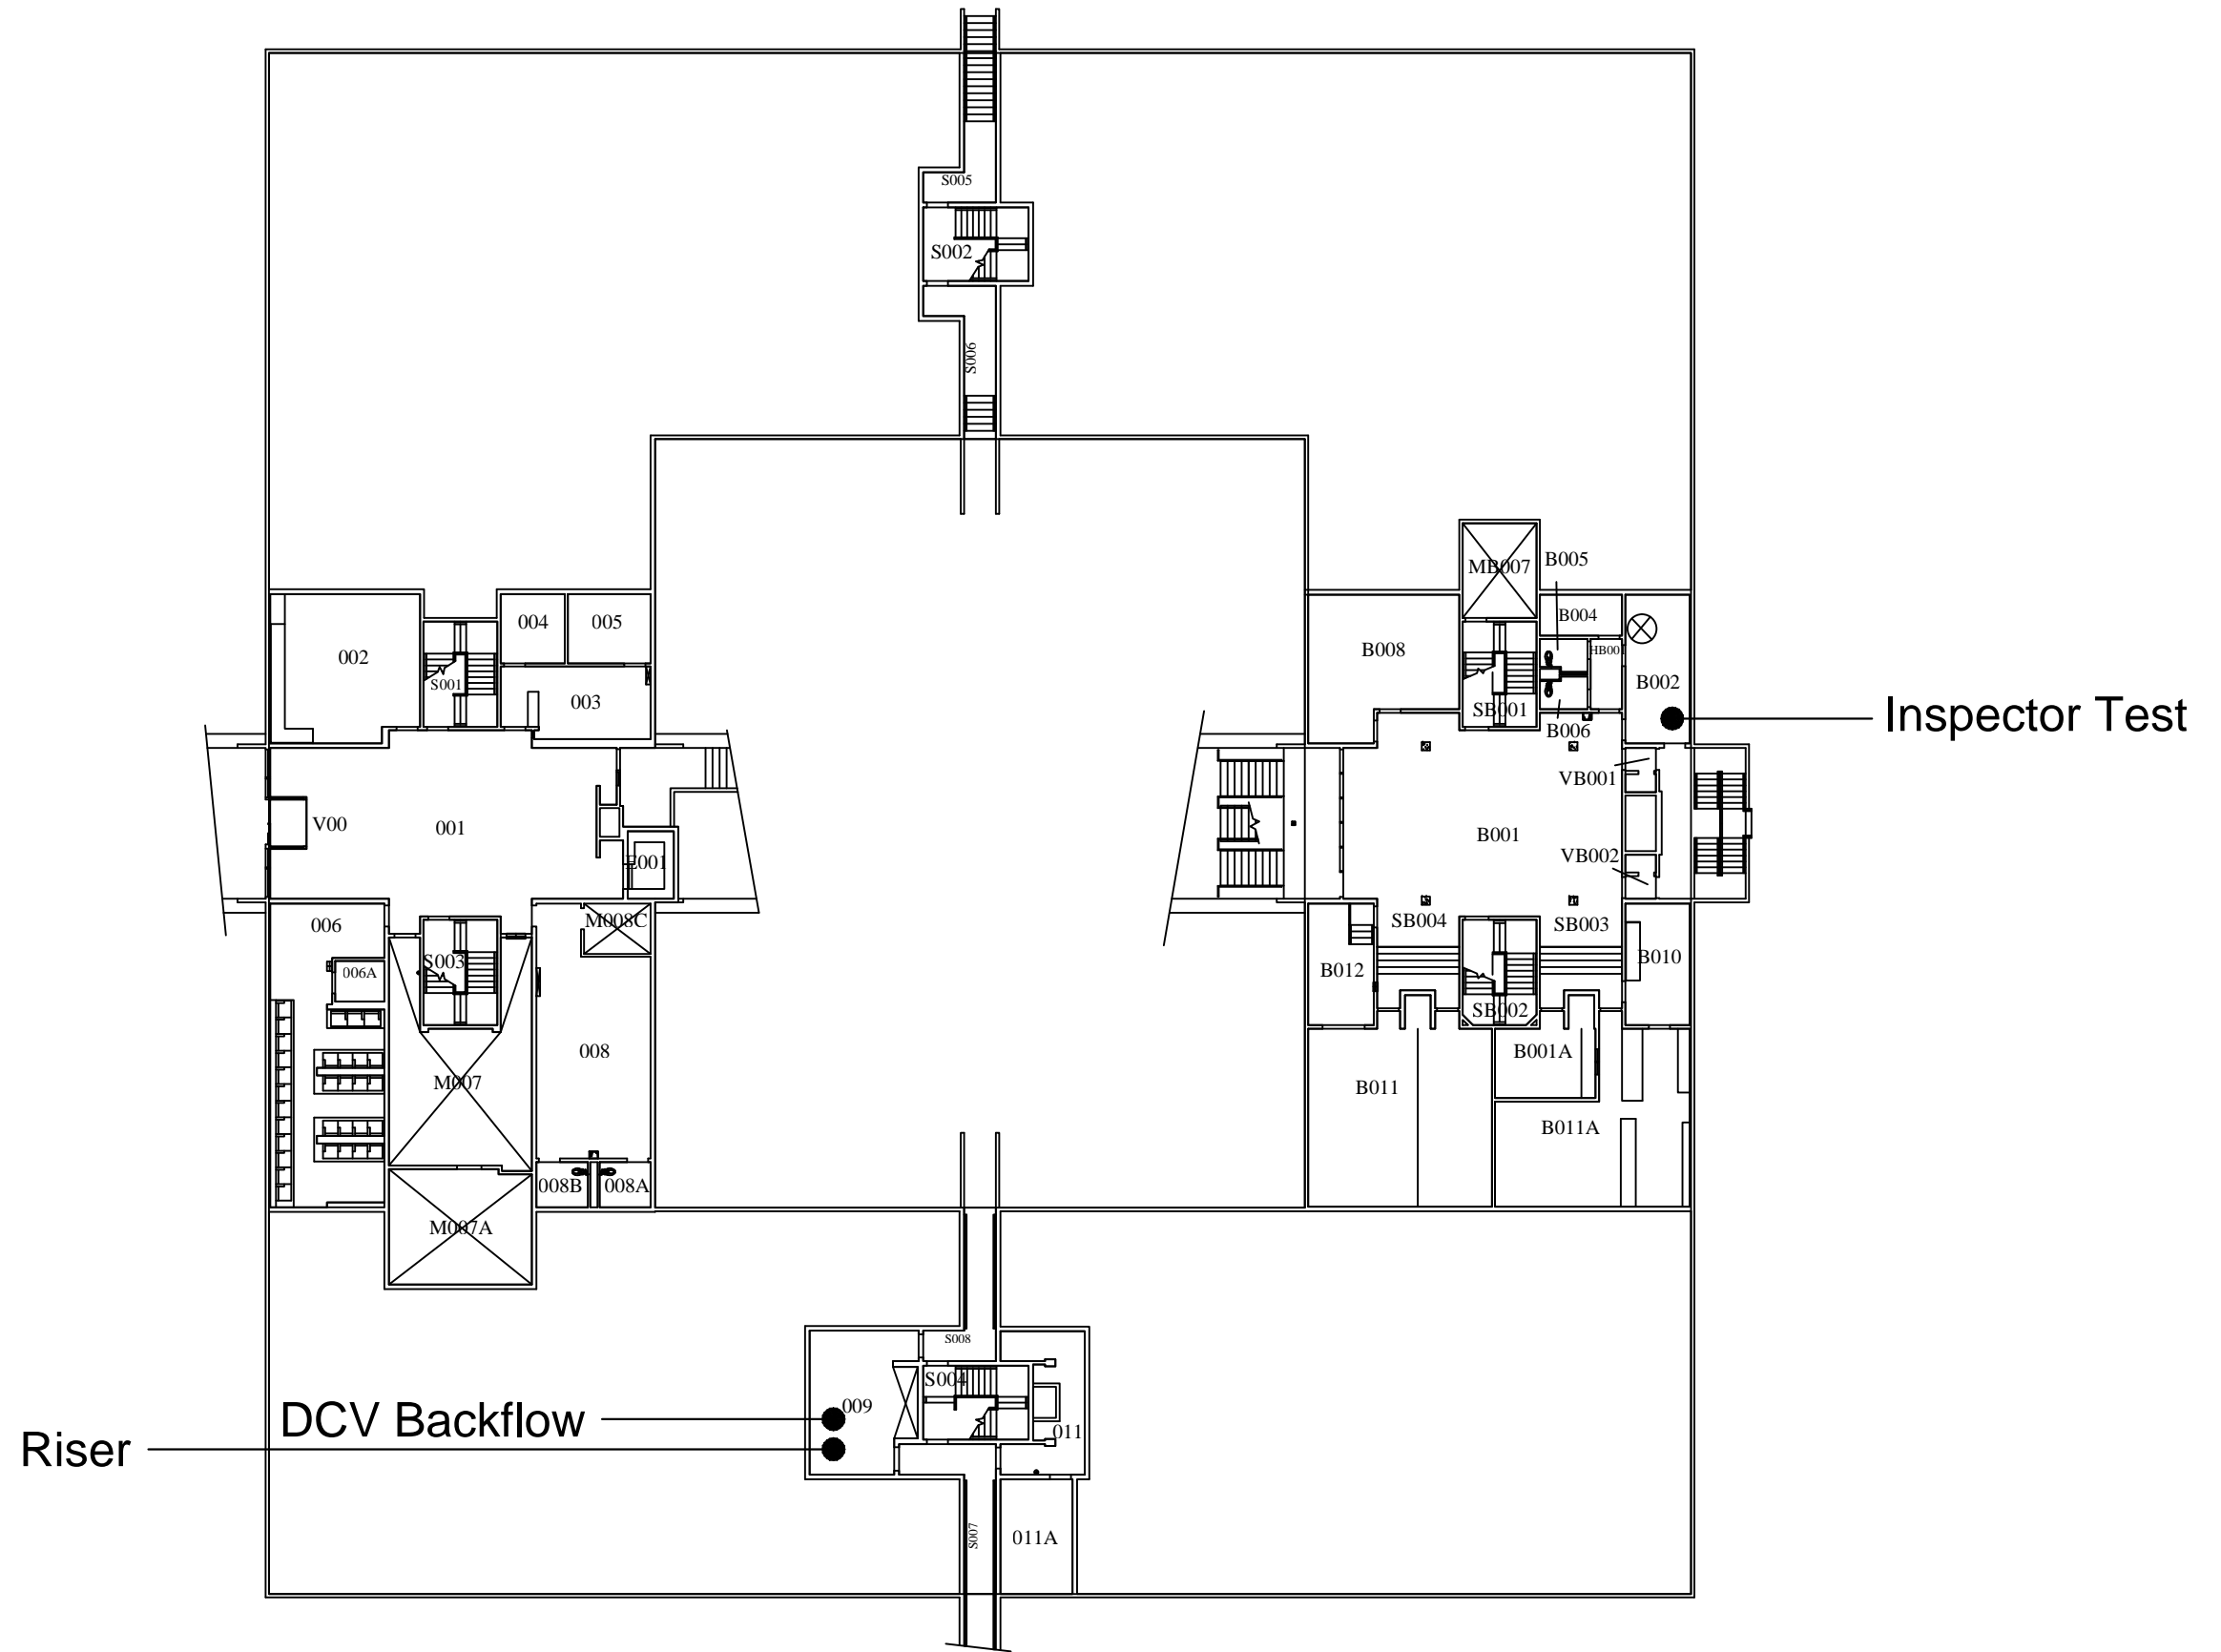 S005
S002
S006
B005
MB007
004
005
B004
002
B008
HB00
S001
B002
003
SB001
Inspector Test
B006
VB001
V00
001
B001
VB002
E001
M008C
006
SB004
SB003
S003
006A
B012
B010
SB002
008
B001A
M007
B011
B011A
008B
008A
M007A
S008
S004
009
DCV Backflow
011
Riser
S007
011A